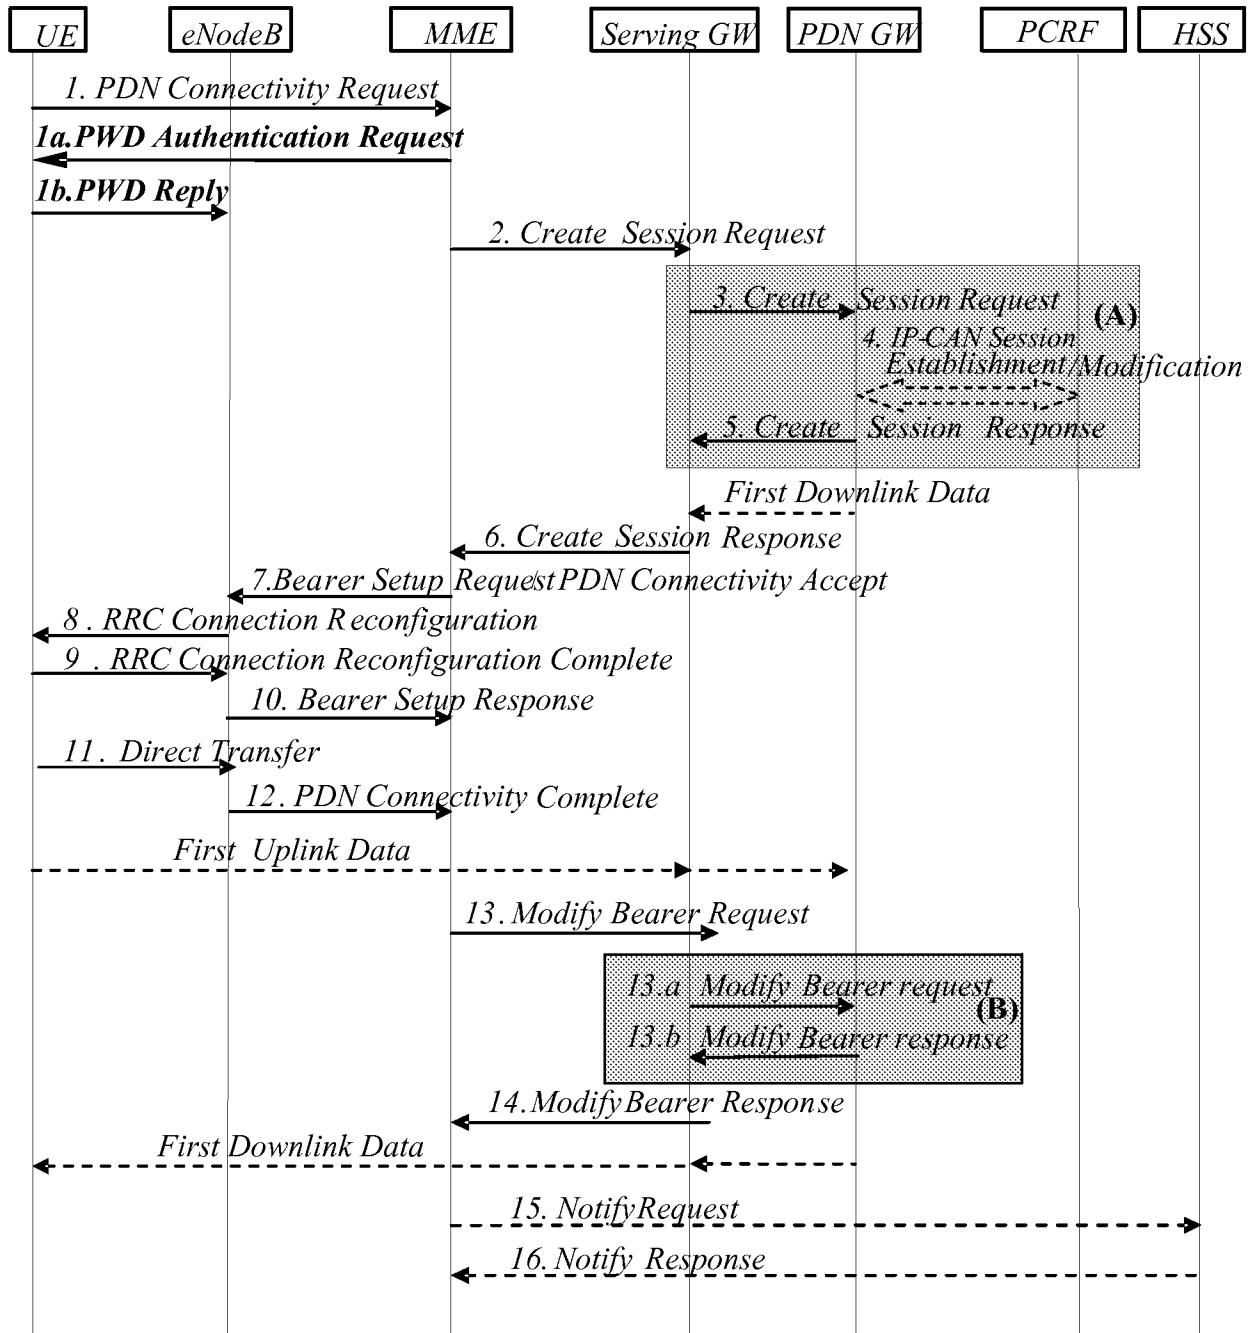 UE eNodeB MME Serving GW PDN GW PCRF HSS
1. PDN Connectivity Request
1a.PWD Authentication Request
1b.PWD Reply
2. Create Session Request
3. Create Session Request
(A)
4. IP-CAN Session
Establishment/Modification
5. Create Session Response
First Downlink Data
6. Create Session Response
7.Bearer Setup Request/PDN Connectivity Accept
8. RRC Connection Reconfiguration
9. RRC Connection Reconfiguration Complete
10. Bearer Setup Response
11. Direct Transfer
12. PDN Connectivity Complete
First Uplink Data
13. Modify Bearer Request
13.a Modify Bearer request
(B)
13.b Modify Bearer response
14. Modify Bearer Response
First Downlink Data
15. Notify Request
16. Notify Response